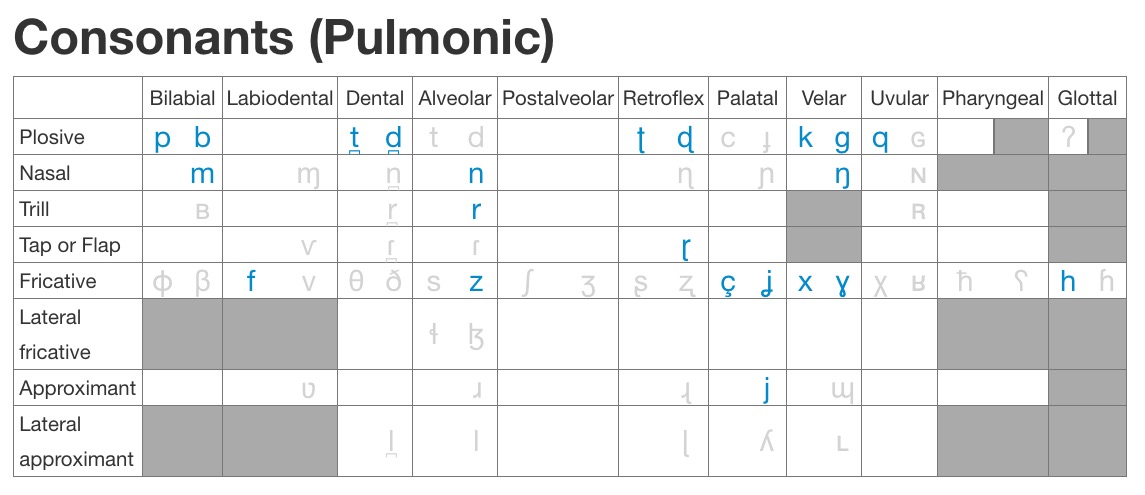 Consonants (Pulmonic)
Bilabial Labiodental Dental Alveolar Postalveolar Retroflex Palatal Velar Uvular Pharyngeal Glottal
Plosive p b t̪ d̪ t d ʈ ɖ c ɟ k g q ɢ ʔ
Nasal m ɱ n̪ n ɳ ɲ ŋ ɴ
Trill ʙ r̪ r ʀ
Tap or Flap ⱱ ɾ̪ ɾ ɽ
Fricative ɸ β f v θ ð s z ʃ ʒ ʂ ʐ ç ʝ x ɣ χ ʁ ħ ʕ h ɦ
Lateral
fricative ɬ ɮ
Approximant ʋ ɹ ɻ j ɰ
Lateral
approximant l̪ l ɭ ʎ ʟ